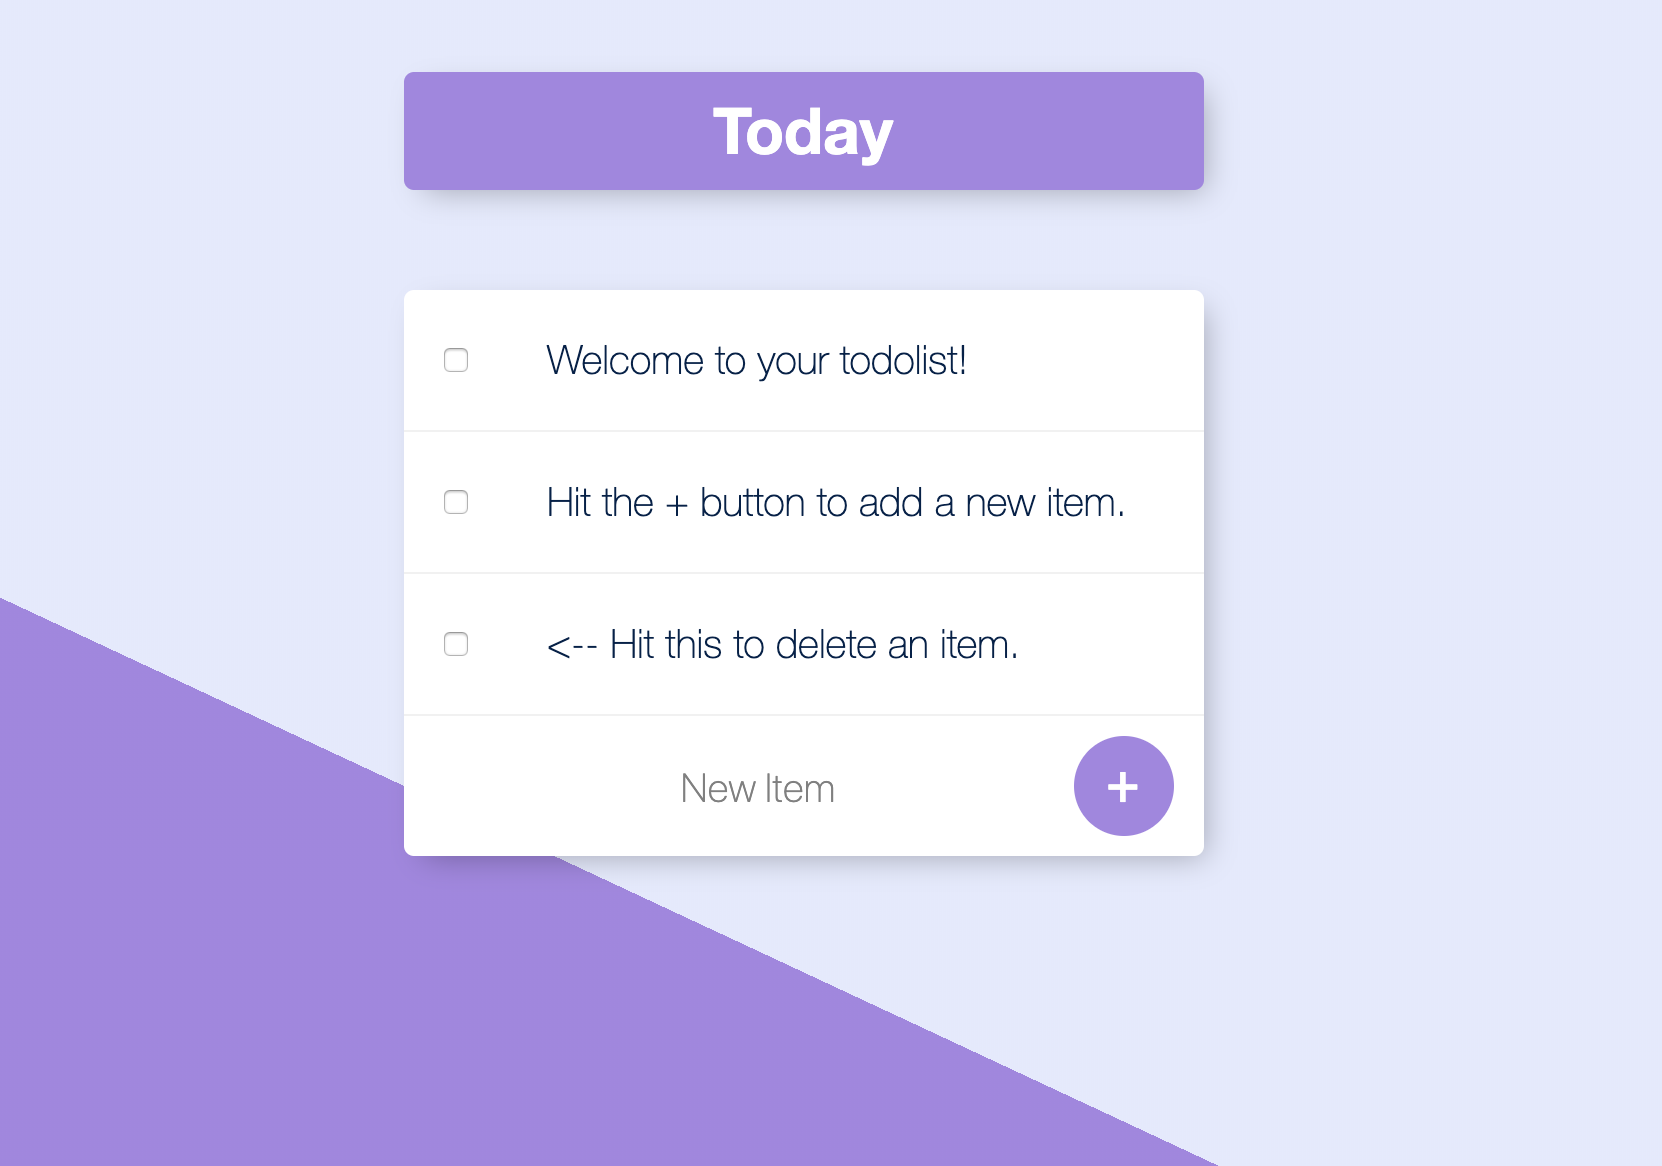 Today
Welcome to your todolist!
Hit the + button to add a new item.
<-- Hit this to delete an item.
New Item
+